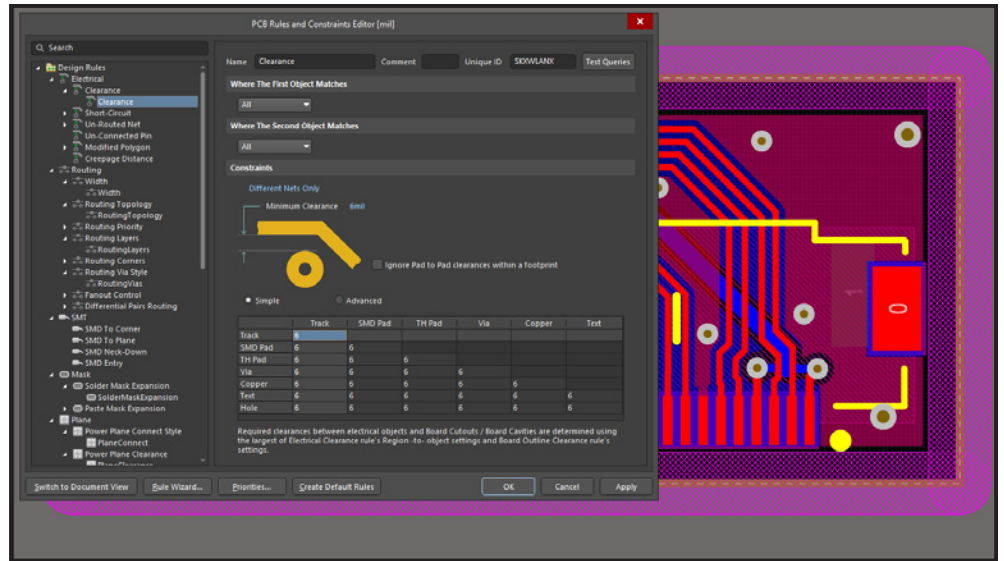 PCB Rules and Constraints Editor [mil]
Search
Design Rules
Electrical
Clearance
Clearance
Short-Circuit
Un-Routed Net
Un-Connected Pin
Modified Polygon
Creepage Distance
Routing
Width
Width
Routing Topology
RoutingTopology
Routing Priority
Routing Layers
RoutingLayers
Routing Corners
Routing Via Style
RoutingVias
Fanout Control
Differential Pairs Routing
SMT
SMD To Corner
SMD To Plane
SMD Neck-Down
SMD Entry
Mask
Solder Mask Expansion
SolderMaskExpansion
Paste Mask Expansion
Plane
Power Plane Connect Style
PlaneConnect
Power Plane Clearance
PlaneClearance
Name Clearance Comment Unique ID SKXWLANX Test Queries
Where The First Object Matches
All
Where The Second Object Matches
All
Constraints
Different Nets Only
Minimum Clearance 6mil
Ignore Pad to Pad clearances within a footprint
Simple Advanced
Track SMD Pad TH Pad Via Copper Text
Track 6
SMD Pad 6 6
TH Pad 6 6 6
Via 6 6 6 6
Copper 6 6 6 6 6
Text 6 6 6 6 6 6
Hole 6 6 6 6 6 6
Required clearances between electrical objects and Board Cutouts / Board Cavities are determined using
the largest of Electrical Clearance rule's Region -to- object settings and Board Outline Clearance rule's
settings.
Switch to Document View Rule Wizard... Priorities... Create Default Rules OK Cancel Apply
1
0